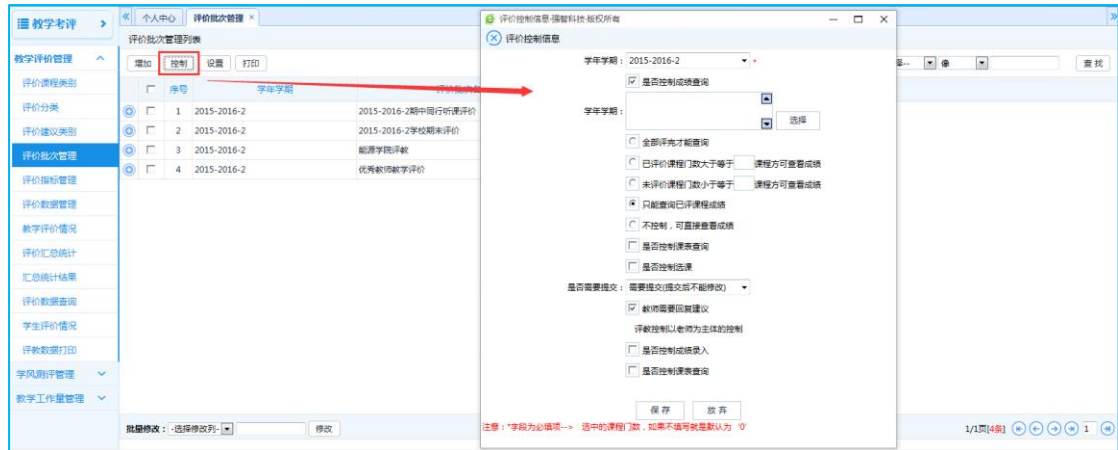 教学考评
个人中心 评价批次管理 ×
评价批次管理列表
教学评价管理
评价课程类别
评价分类
评价建议类别
评价批次管理
评价指标管理
评价数据管理
教学评价情况
评价汇总统计
汇总统计结果
评价数据查询
学生评价情况
评教数据打印
学风测评管理
教学工作量管理
增加 控制 设置 打印
像 查 找
序号 学年学期
1 2015-2016-2 2015-2016-2期中同行听课评价
2 2015-2016-2 2015-2016-2学校期末评价
3 2015-2016-2 能源学院评教
4 2015-2016-2 优秀教师教学评价
批量修改：-选择修改列- 修改
1/1页[4条] 1
评价控制信息-强智科技-版权所有
评价控制信息
学年学期：2015-2016-2 *
是否控制成绩查询
学年学期： 选择
全部评完才能查询
已评价课程门数大于等于 课程方可查看成绩
未评价课程门数小于等于 课程方可查看成绩
只能查询已评课程成绩
不控制，可直接查看成绩
是否控制课表查询
是否控制选课
是否需要提交：需要提交(提交后不能修改)
教师需要回复建议
评教控制以老师为主体的控制
是否控制成绩录入
是否控制课表查询
保 存 放 弃
注意：*字段为必填项--> 选中的课程门数，如果不填写就是默认为 '0'